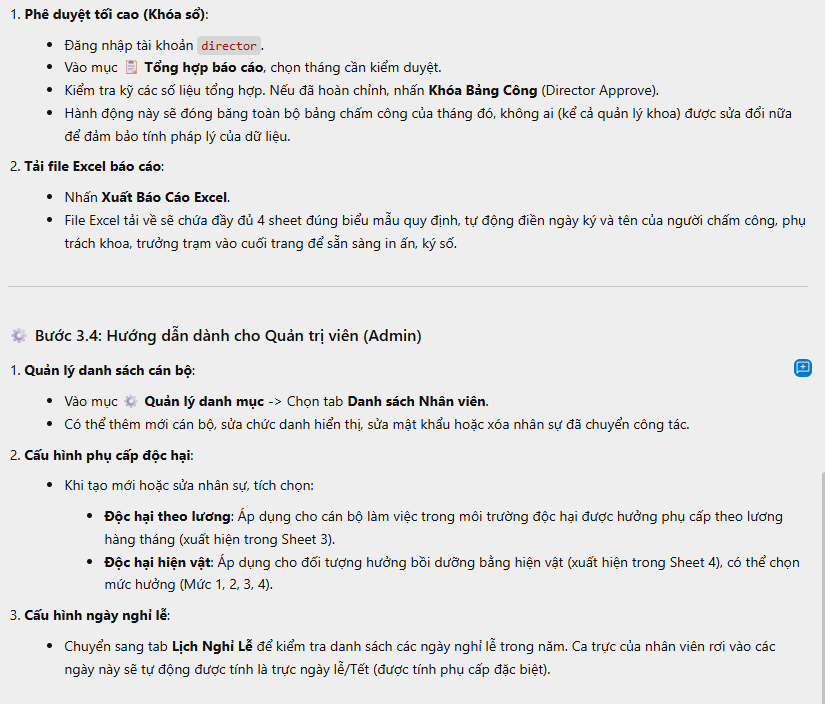 1. Phê duyệt tối cao (Khóa sổ):
• Đăng nhập tài khoản director.
• Vào mục 📋 Tổng hợp báo cáo, chọn tháng cần kiểm duyệt.
• Kiểm tra kỹ các số liệu tổng hợp. Nếu đã hoàn chỉnh, nhấn Khóa Bảng Công (Director Approve).
• Hành động này sẽ đóng băng toàn bộ bảng chấm công của tháng đó, không ai (kể cả quản lý khoa) được sửa đổi nữa
để đảm bảo tính pháp lý của dữ liệu.
2. Tải file Excel báo cáo:
• Nhấn Xuất Báo Cáo Excel.
• File Excel tải về sẽ chứa đầy đủ 4 sheet đúng biểu mẫu quy định, tự động điền ngày ký và tên của người chấm công, phụ
trách khoa, trưởng trạm vào cuối trang để sẵn sàng in ấn, ký số.
⚙️ Bước 3.4: Hướng dẫn dành cho Quản trị viên (Admin)
1. Quản lý danh sách cán bộ:
• Vào mục ⚙️ Quản lý danh mục -> Chọn tab Danh sách Nhân viên.
• Có thể thêm mới cán bộ, sửa chức danh hiển thị, sửa mật khẩu hoặc xóa nhân sự đã chuyển công tác.
2. Cấu hình phụ cấp độc hại:
• Khi tạo mới hoặc sửa nhân sự, tích chọn:
• Độc hại theo lương: Áp dụng cho cán bộ làm việc trong môi trường độc hại được hưởng phụ cấp theo lương
hàng tháng (xuất hiện trong Sheet 3).
• Độc hại hiện vật: Áp dụng cho đối tượng hưởng bồi dưỡng bằng hiện vật (xuất hiện trong Sheet 4), có thể chọn
mức hưởng (Mức 1, 2, 3, 4).
3. Cấu hình ngày nghỉ lễ:
• Chuyển sang tab Lịch Nghỉ Lễ để kiểm tra danh sách các ngày nghỉ lễ trong năm. Ca trực của nhân viên rơi vào các
ngày này sẽ tự động được tính là trực ngày lễ/Tết (được tính phụ cấp đặc biệt).